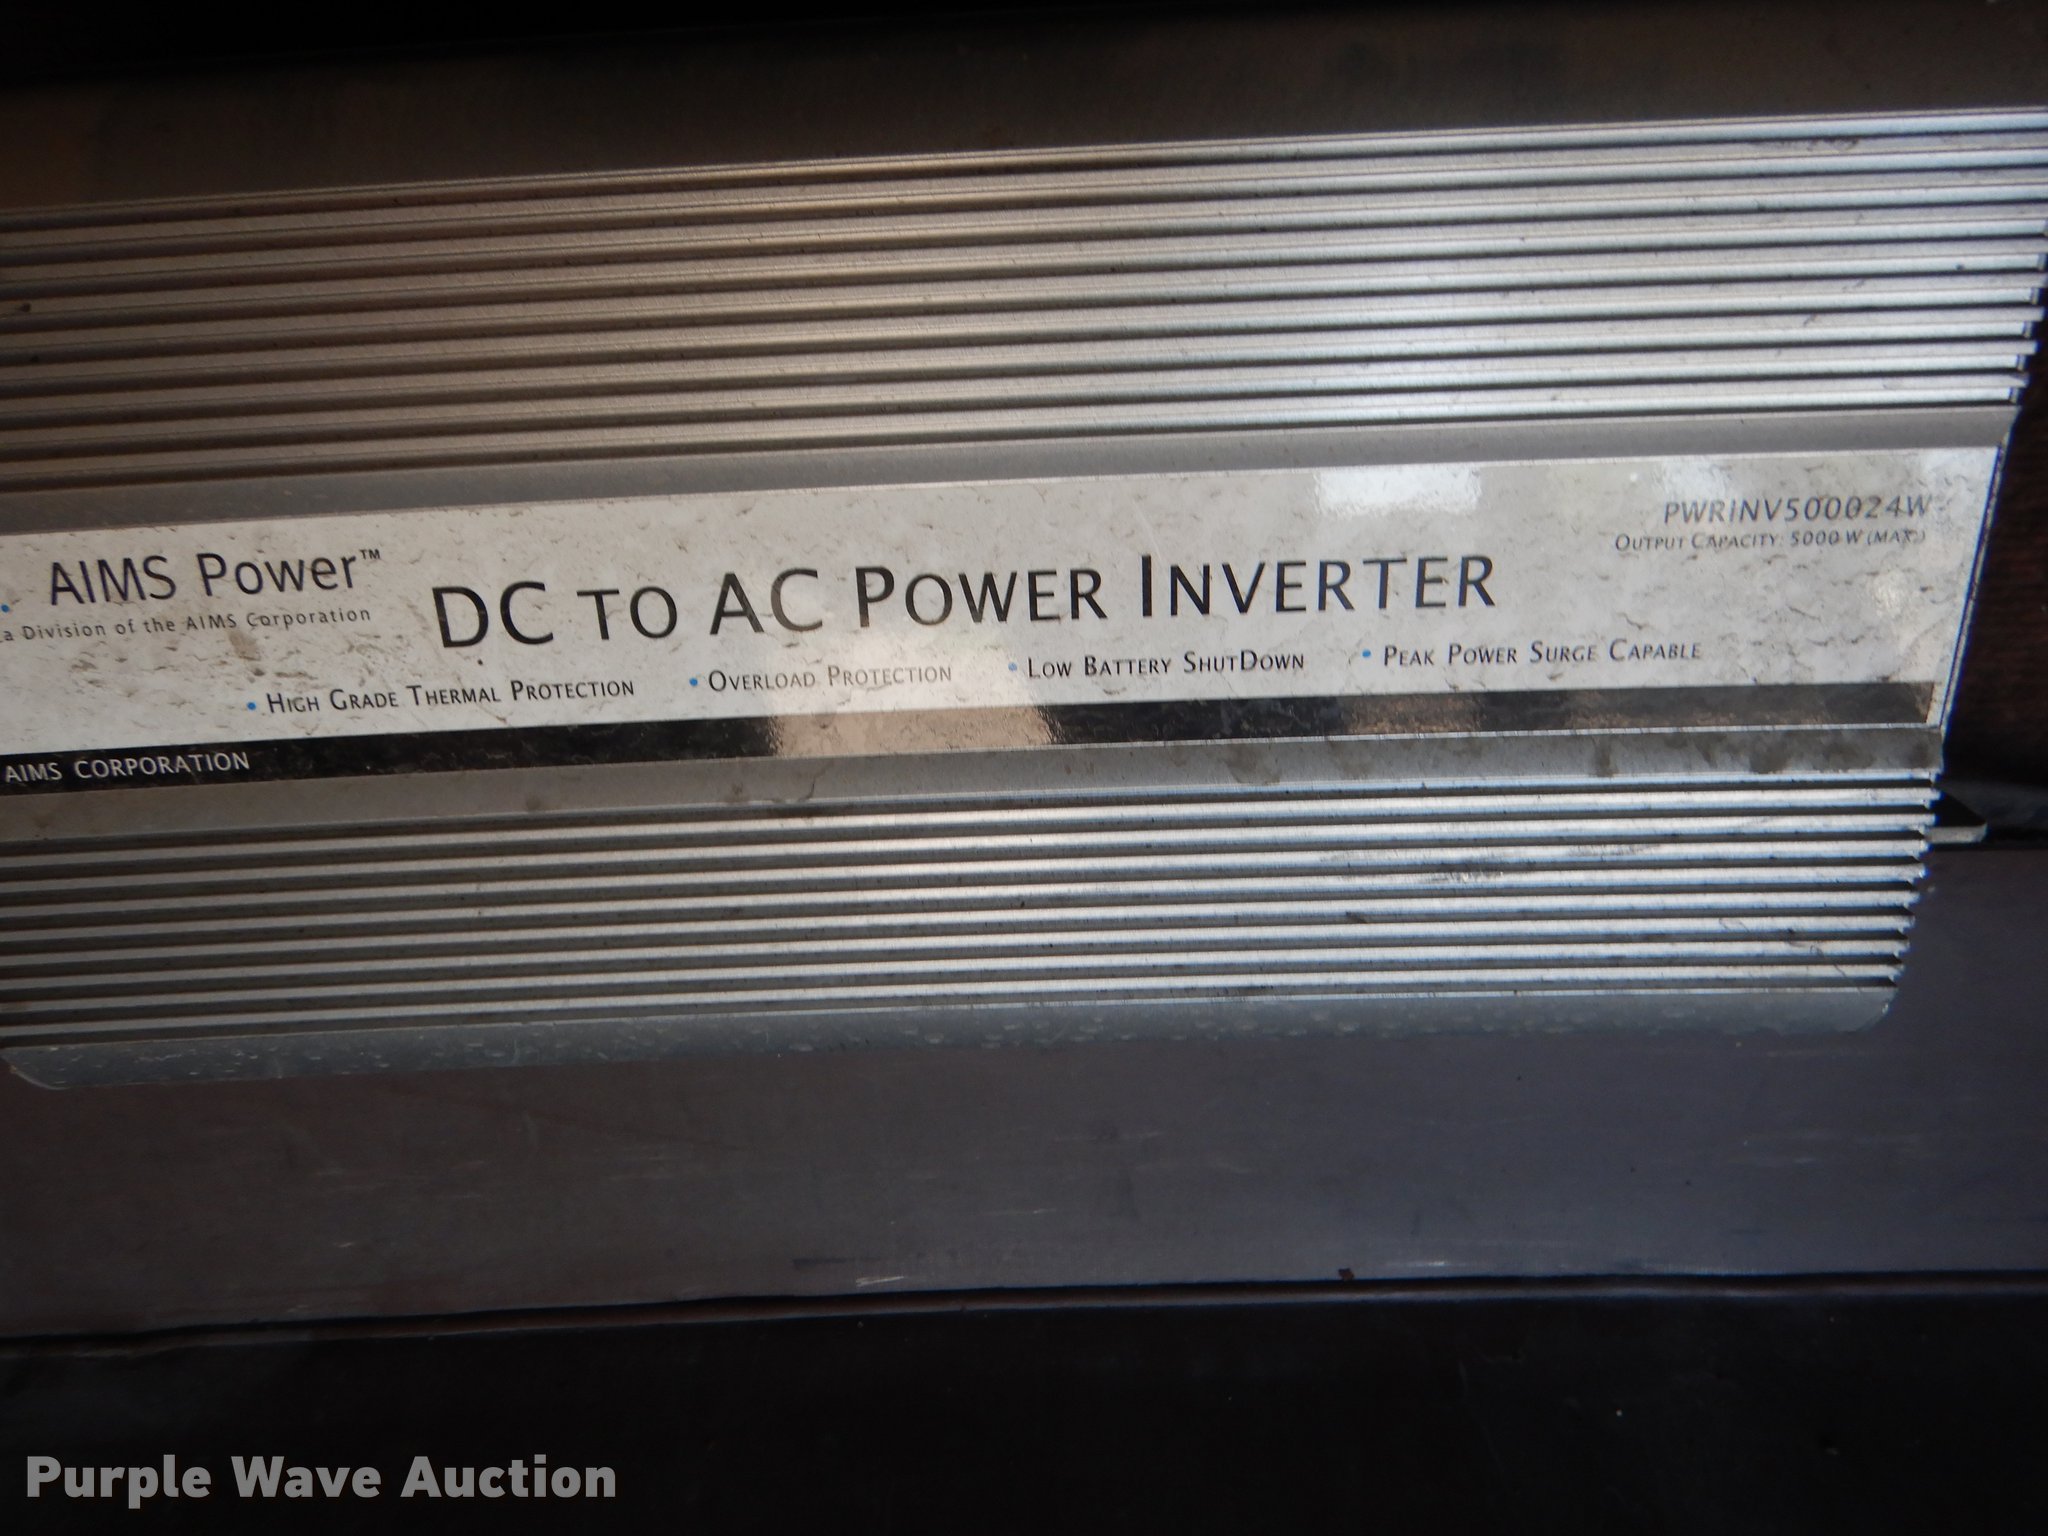 PWRINV500024W
OUTPUT CAPACITY: 5000 W (MAX.)
AIMS Power™
a Division of the AIMS Corporation
DC TO AC POWER INVERTER
• HIGH GRADE THERMAL PROTECTION • OVERLOAD PROTECTION • LOW BATTERY SHUTDOWN • PEAK POWER SURGE CAPABLE
AIMS CORPORATION
Purple Wave Auction